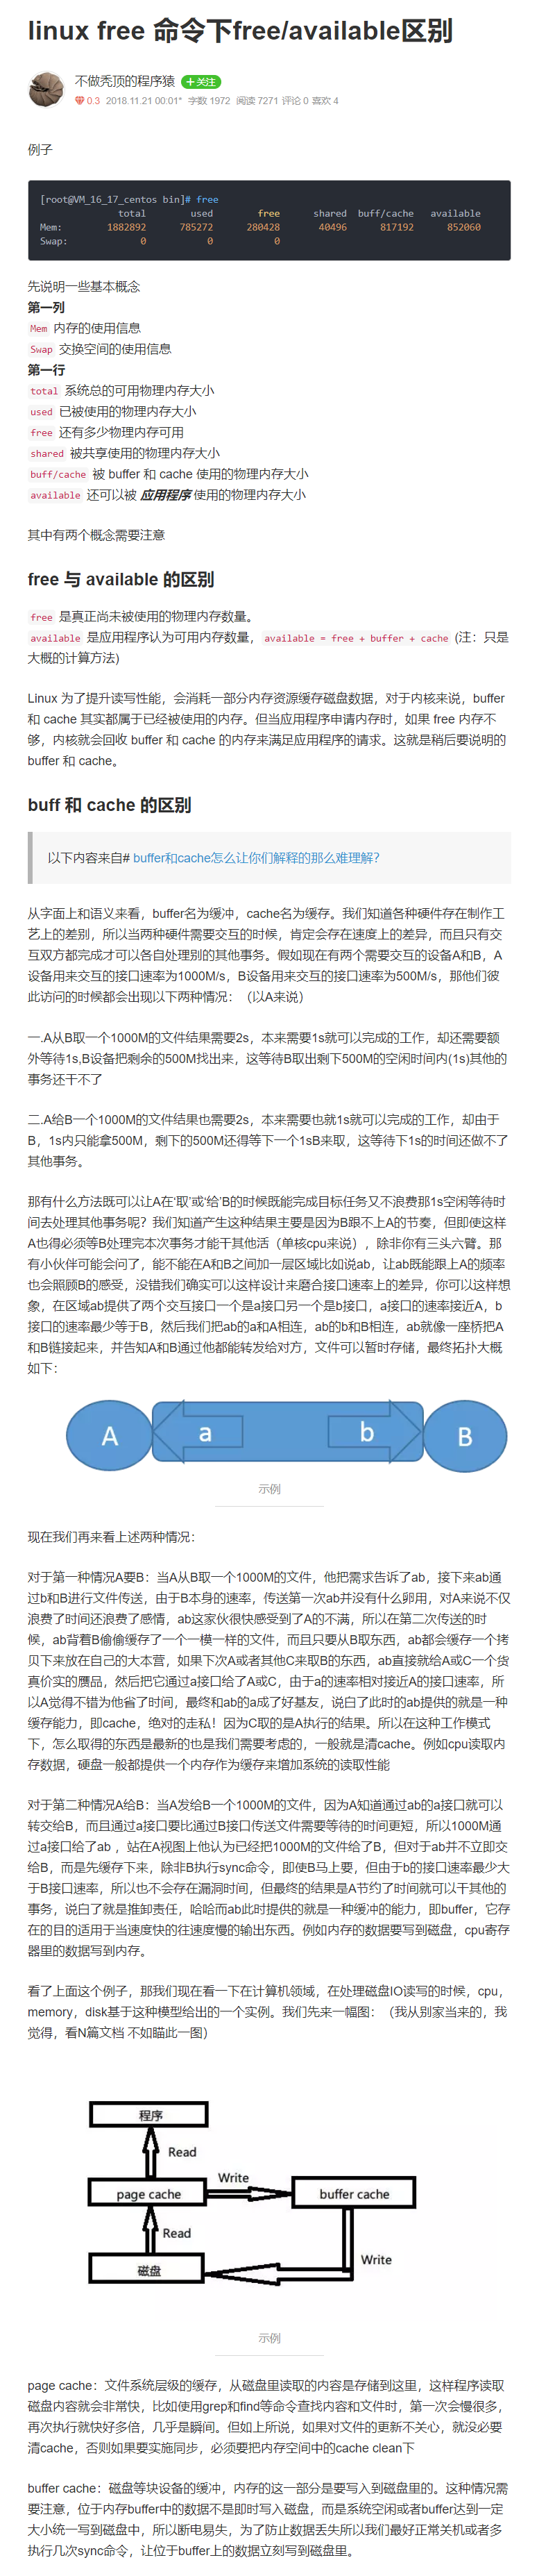 linux free 命令下free/available区别
不做秃顶的程序猿 +关注
0.3 2018.11.21 00:01* 字数 1972 阅读 7271 评论 0 喜欢 4
例子
[root@VM_16_17_centos bin]# free
total used free shared buff/cache available
Mem: 1882892 785272 280428 40496 817192 852060
Swap: 0 0 0
先说明一些基本概念
第一列
Mem 内存的使用信息
Swap 交换空间的使用信息
第一行
total 系统总的可用物理内存大小
used 已被使用的物理内存大小
free 还有多少物理内存可用
shared 被共享使用的物理内存大小
buff/cache 被 buffer 和 cache 使用的物理内存大小
available 还可以被 应用程序 使用的物理内存大小
其中有两个概念需要注意
free 与 available 的区别
free 是真正尚未被使用的物理内存数量。
available 是应用程序认为可用内存数量，available = free + buffer + cache (注：只是
大概的计算方法)
Linux 为了提升读写性能，会消耗一部分内存资源缓存磁盘数据，对于内核来说，buffer
和 cache 其实都属于已经被使用的内存。但当应用程序申请内存时，如果 free 内存不
够，内核就会回收 buffer 和 cache 的内存来满足应用程序的请求。这就是稍后要说明的
buffer 和 cache。
buff 和 cache 的区别
以下内容来自# buffer和cache怎么让你们解释的那么难理解?
从字面上和语义来看，buffer名为缓冲，cache名为缓存。我们知道各种硬件存在制作工
艺上的差别，所以当两种硬件需要交互的时候，肯定会存在速度上的差异，而且只有交
互双方都完成才可以各自处理别的其他事务。假如现在有两个需要交互的设备A和B，A
设备用来交互的接口速率为1000M/s，B设备用来交互的接口速率为500M/s，那他们彼
此访问的时候都会出现以下两种情况：（以A来说）
一.A从B取一个1000M的文件结果需要2s，本来需要1s就可以完成的工作，却还需要额
外等待1s,B设备把剩余的500M找出来，这等待B取出剩下500M的空闲时间内(1s)其他的
事务还干不了
二.A给B一个1000M的文件结果也需要2s，本来需要也就1s就可以完成的工作，却由于
B，1s内只能拿500M，剩下的500M还得等下一个1sB来取，这等待下1s的时间还做不了
其他事务。
那有什么方法既可以让A在'取'或'给'B的时候既能完成目标任务又不浪费那1s空闲等待时
间去处理其他事务呢？我们知道产生这种结果主要是因为B跟不上A的节奏，但即使这样
A也得必须等B处理完本次事务才能干其他活（单核cpu来说），除非你有三头六臂。那
有小伙伴可能会问了，能不能在A和B之间加一层区域比如说ab，让ab既能跟上A的频率
也会照顾B的感受，没错我们确实可以这样设计来磨合接口速率上的差异，你可以这样想
象，在区域ab提供了两个交互接口一个是a接口另一个是b接口，a接口的速率接近A，b
接口的速率最少等于B，然后我们把ab的a和A相连，ab的b和B相连，ab就像一座桥把A
和B链接起来，并告知A和B通过他都能转发给对方，文件可以暂时存储，最终拓扑大概
如下：
A a b B
示例
现在我们再来看上述两种情况：
对于第一种情况A要B：当A从B取一个1000M的文件，他把需求告诉了ab，接下来ab通
过b和B进行文件传送，由于B本身的速率，传送第一次ab并没有什么卵用，对A来说不仅
浪费了时间还浪费了感情，ab这家伙很快感受到了A的不满，所以在第二次传送的时
候，ab背着B偷偷缓存了一个一模一样的文件，而且只要从B取东西，ab都会缓存一个拷
贝下来放在自己的大本营，如果下次A或者其他C来取B的东西，ab直接就给A或C一个货
真价实的赝品，然后把它通过a接口给了A或C，由于a的速率相对接近A的接口速率，所
以A觉得不错为他省了时间，最终和ab的a成了好基友，说白了此时的ab提供的就是一种
缓存能力，即cache，绝对的走私！因为C取的是A执行的结果。所以在这种工作模式
下，怎么取得的东西是最新的也是我们需要考虑的，一般就是清cache。例如cpu读取内
存数据，硬盘一般都提供一个内存作为缓存来增加系统的读取性能
对于第二种情况A给B：当A发给B一个1000M的文件，因为A知道通过ab的a接口就可以
转交给B，而且通过a接口要比通过B接口传送文件需要等待的时间更短，所以1000M通
过a接口给了ab ，站在A视图上他认为已经把1000M的文件给了B，但对于ab并不立即交
给B，而是先缓存下来，除非B执行sync命令，即使B马上要，但由于b的接口速率最少大
于B接口速率，所以也不会存在漏洞时间，但最终的结果是A节约了时间就可以干其他的
事务，说白了就是推卸责任，哈哈而ab此时提供的就是一种缓冲的能力，即buffer，它存
在的目的适用于当速度快的往速度慢的输出东西。例如内存的数据要写到磁盘，cpu寄存
器里的数据写到内存。
看了上面这个例子，那我们现在看一下在计算机领域，在处理磁盘IO读写的时候，cpu，
memory，disk基于这种模型给出的一个实例。我们先来一幅图：（我从别家当来的，我
觉得，看N篇文档 不如瞄此一图）
程序
Read
Write
page cache
buffer cache
Read
Write
磁盘
示例
page cache：文件系统层级的缓存，从磁盘里读取的内容是存储到这里，这样程序读取
磁盘内容就会非常快，比如使用grep和find等命令查找内容和文件时，第一次会慢很多，
再次执行就快好多倍，几乎是瞬间。但如上所说，如果对文件的更新不关心，就没必要
清cache，否则如果要实施同步，必须要把内存空间中的cache clean下
buffer cache：磁盘等块设备的缓冲，内存的这一部分是要写入到磁盘里的。这种情况需
要注意，位于内存buffer中的数据不是即时写入磁盘，而是系统空闲或者buffer达到一定
大小统一写到磁盘中，所以断电易失，为了防止数据丢失所以我们最好正常关机或者多
执行几次sync命令，让位于buffer上的数据立刻写到磁盘里。